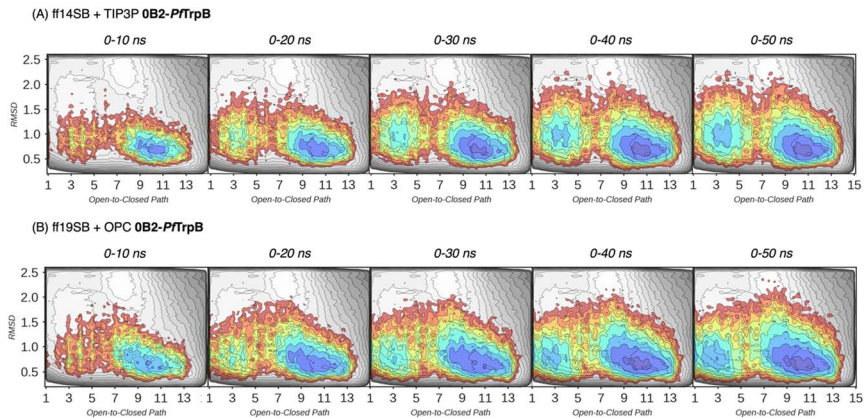 (A) ff14SB + TIP3P 0B2-PfTrpB
0-10 ns 0-20 ns 0-30 ns 0-40 ns 0-50 ns
2.5
2.0
1.5
1.0
0.5
RMSD
1 3 5 7 9 11 13 1 3 5 7 9 11 13 1 3 5 7 9 11 13 1 3 5 7 9 11 13 1 3 5 7 9 11 13 15
Open-to-Closed Path Open-to-Closed Path Open-to-Closed Path Open-to-Closed Path Open-to-Closed Path
(B) ff19SB + OPC 0B2-PfTrpB
0-10 ns 0-20 ns 0-30 ns 0-40 ns 0-50 ns
2.5
2.0
1.5
1.0
0.5
RMSD
1 3 5 7 9 11 13 1 3 5 7 9 11 13 1 3 5 7 9 11 13 1 3 5 7 9 11 13 1 3 5 7 9 11 13 15
Open-to-Closed Path Open-to-Closed Path Open-to-Closed Path Open-to-Closed Path Open-to-Closed Path